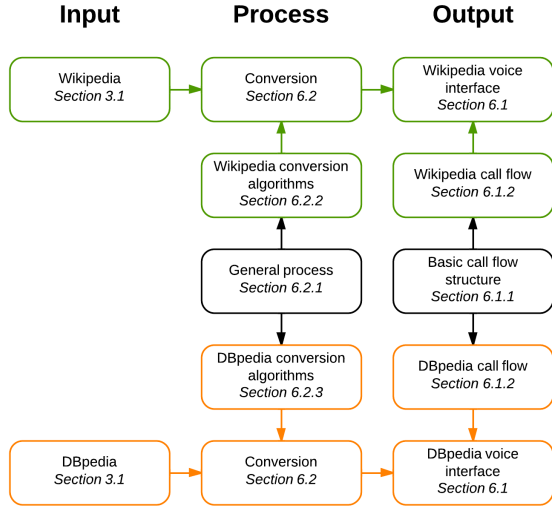 Input
Process
Output
Wikipedia
Section 3.1
Conversion
Section 6.2
Wikipedia voice
interface
Section 6.1
Wikipedia conversion
algorithms
Section 6.2.2
Wikipedia call flow
Section 6.1.2
General process
Section 6.2.1
Basic call flow
structure
Section 6.1.1
DBpedia conversion
algorithms
Section 6.2.3
DBpedia call flow
Section 6.1.2
DBpedia
Section 3.1
Conversion
Section 6.2
DBpedia voice
interface
Section 6.1